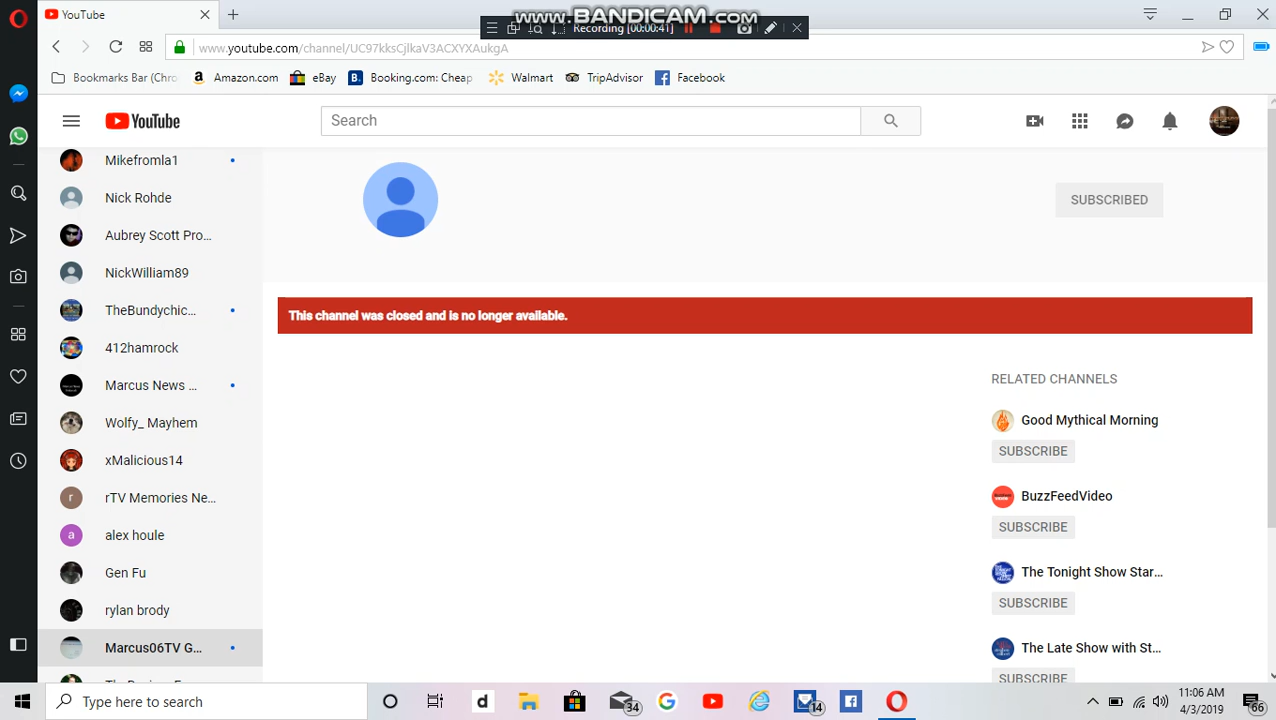 YouTube
www.BANDICAM.com
Recording [00:00:41]
www.youtube.com/channel/UC97kksCjlkaV3ACXYXAukgA
Bookmarks Bar (Chro
Amazon.com
eBay
Booking.com: Cheap
Walmart
TripAdvisor
Facebook
YouTube
Search
Mikefromla1
Nick Rohde
Aubrey Scott Pro...
NickWilliam89
TheBundychic...
412hamrock
Marcus News ...
Wolfy_ Mayhem
xMalicious14
r
rTV Memories Ne...
a
alex houle
Gen Fu
rylan brody
Marcus06TV G...
SUBSCRIBED
This channel was closed and is no longer available.
RELATED CHANNELS
Good Mythical Morning
SUBSCRIBE
BuzzFeedVideo
SUBSCRIBE
The Tonight Show Star...
SUBSCRIBE
The Late Show with St...
SUBSCRIBE
Type here to search
d
34
14
11:06 AM
4/3/2019
66